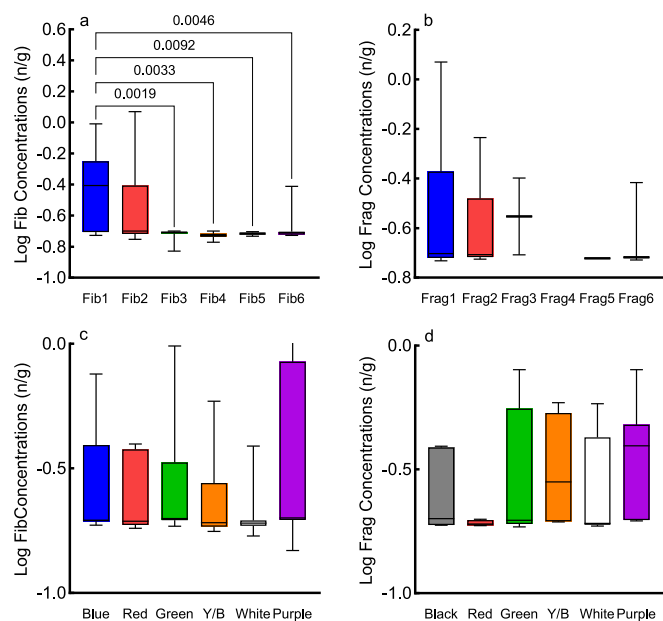 a
0.0046
0.0092
0.0033
0.0019
Log Fib Concentrations (n/g)
0.6
0.4
0.2
0.0
-0.2
-0.4
-0.6
-0.8
-1.0
Fib1 Fib2 Fib3 Fib4 Fib5 Fib6
b
Log Frag Concentrations (n/g)
0.2
0.0
-0.2
-0.4
-0.6
-0.8
Frag1 Frag2 Frag3 Frag4 Frag5 Frag6
c
Log FibConcentrations (n/g)
0.0
-0.5
-1.0
Blue Red Green Y/B White Purple
d
Log Frag Concentrations (n/g)
0.0
-0.5
-1.0
Black Red Green Y/B White Purple